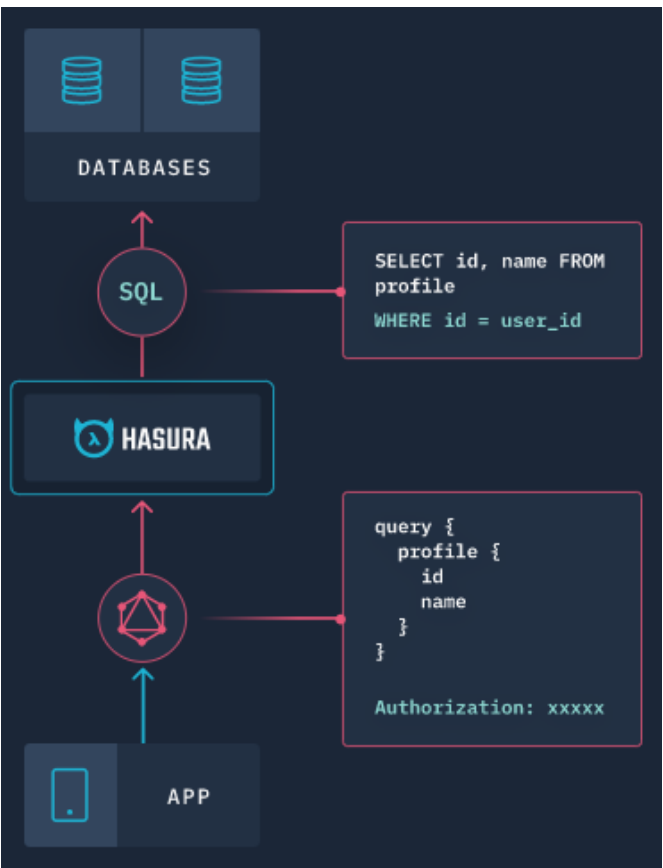 DATABASES
SQL
SELECT id, name FROM
profile
WHERE id = user_id
λ HASURA
query {
  profile {
    id
    name
  }
}
Authorization: xxxxx
APP